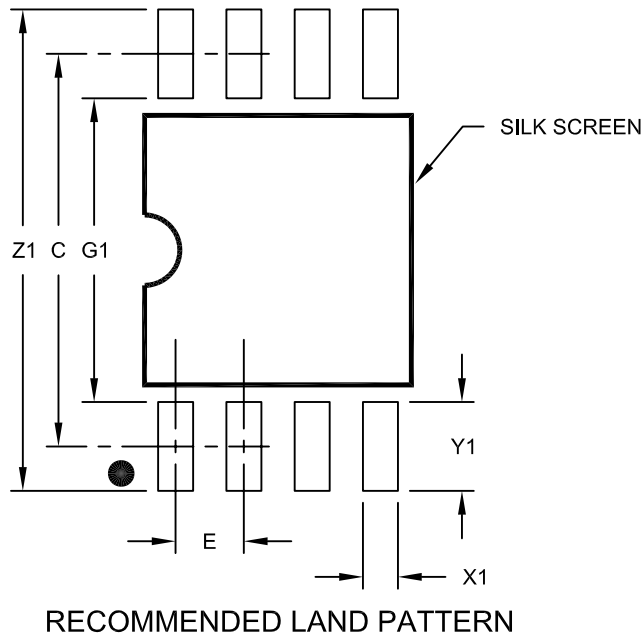 SILK SCREEN
Z1
C
G1
Y1
E
X1
RECOMMENDED LAND PATTERN